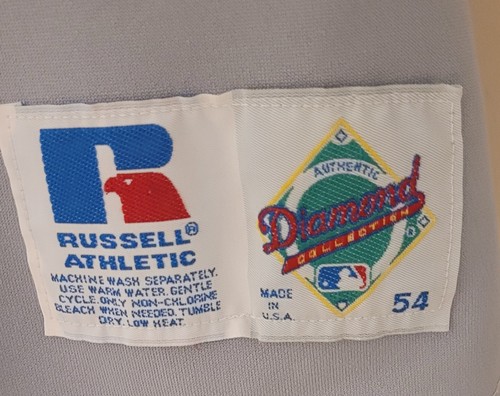 RUSSELL®
ATHLETIC
MACHINE WASH SEPARATELY.
USE WARM WATER. GENTLE
CYCLE. ONLY NON-CHLORINE
BLEACH WHEN NEEDED. TUMBLE
DRY. LOW HEAT.
AUTHENTIC
Diamond
COLLECTION
MADE
IN
U.S.A.
54